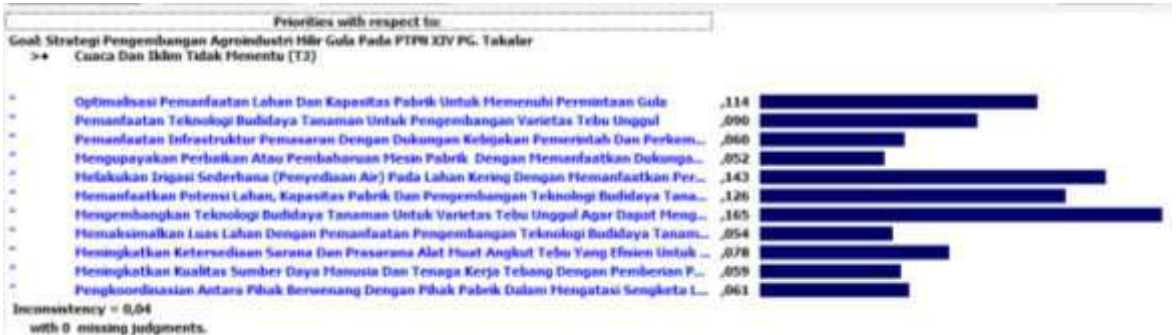 Priorities with respect to:
Goal: Strategi Pengembangan Agroindustri Hilir Gula Pada PTPN XIV PG. Takalar
>+ Cuaca Dan Iklim Tidak Menentu (T3)
Optimalisasi Pemanfaatan Lahan Dan Kapasitas Pabrik Untuk Memenuhi Permintaan Gula ,114
Pemanfaatan Teknologi Budidaya Tanaman Untuk Pengembangan Varietas Tebu Unggul ,090
Pemanfaatan Infrastruktur Pemasaran Dengan Dukungan Kebijakan Pemerintah Dan Perkem... ,060
Mengupayakan Perbaikan Atau Pembaharuan Mesin Pabrik Dengan Memanfaatkan Dukunga... ,052
Melakukan Irigasi Sederhana (Penyediaan Air) Pada Lahan Kering Dengan Memanfaatkan Per... ,143
Memanfaatkan Potensi Lahan, Kapasitas Pabrik Dan Pengembangan Teknologi Budidaya Tana... ,126
Mengembangkan Teknologi Budidaya Tanaman Untuk Varietas Tebu Unggul Agar Dapat Meng... ,165
Memaksimalkan Luas Lahan Dengan Pemanfaatan Pengembangan Teknologi Budidaya Tanam... ,054
Meningkatkan Ketersediaan Sarana Dan Prasarana Alat Muat Angkut Tebu Yang Efisien Untuk ... ,078
Meningkatkan Kualitas Sumber Daya Manusia Dan Tenaga Kerja Tebang Dengan Pemberian P... ,059
Pengkoordinasian Antara Pihak Berwenang Dengan Pihak Pabrik Dalam Mengatasi Sengketa L... ,061
Inconsistency = 0,04
with 0 missing judgments.